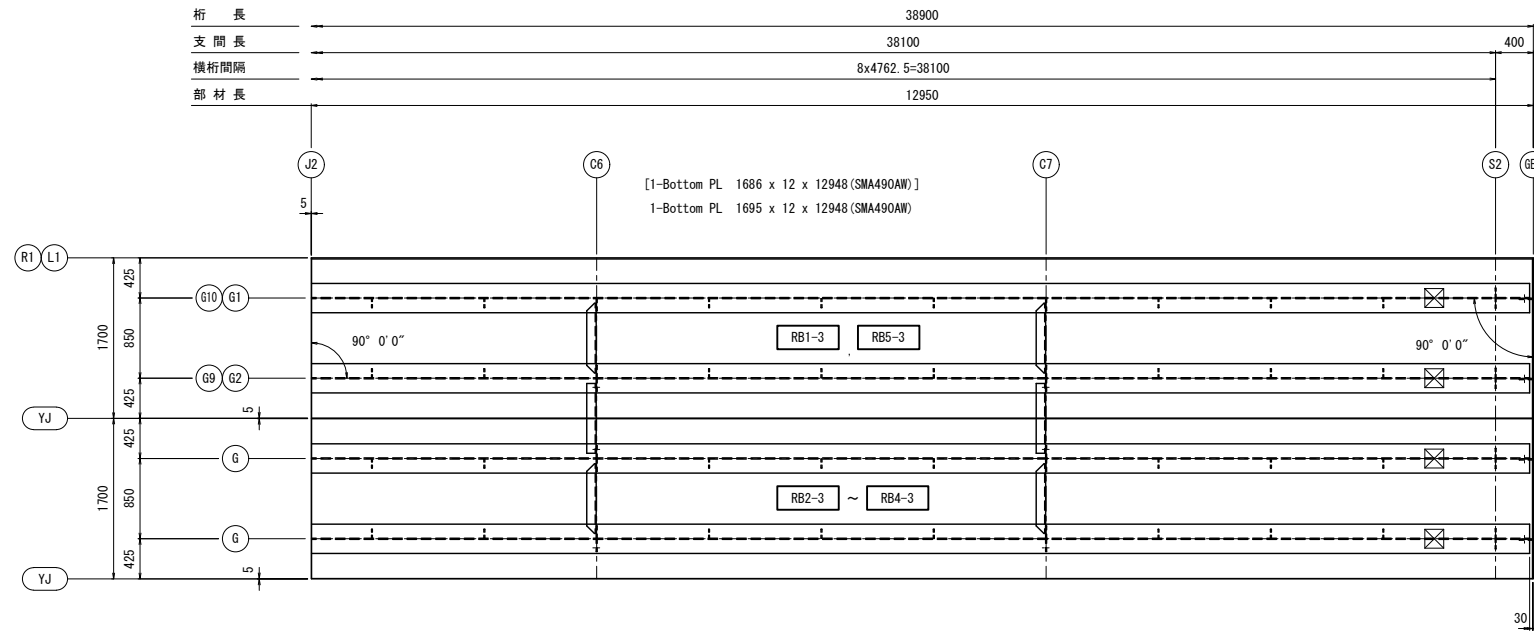 桁 長 38900
支 間 長 38100 400
横桁間隔 8x4762.5=38100
部 材 長 12950
J2 C6 C7 S2
[1-Bottom PL 1686 x 12 x 12948(SMA490AW)]
1-Bottom PL 1695 x 12 x 12948(SMA490AW)
5
R1 L1
425
G10 G1
1700
850
RB1-3 , RB5-3
90° 0'0"
90° 0'0"
G9 G2
425
5
YJ
425
G
1700
850
RB2-3 ~ RB4-3
G
425
5
YJ
30